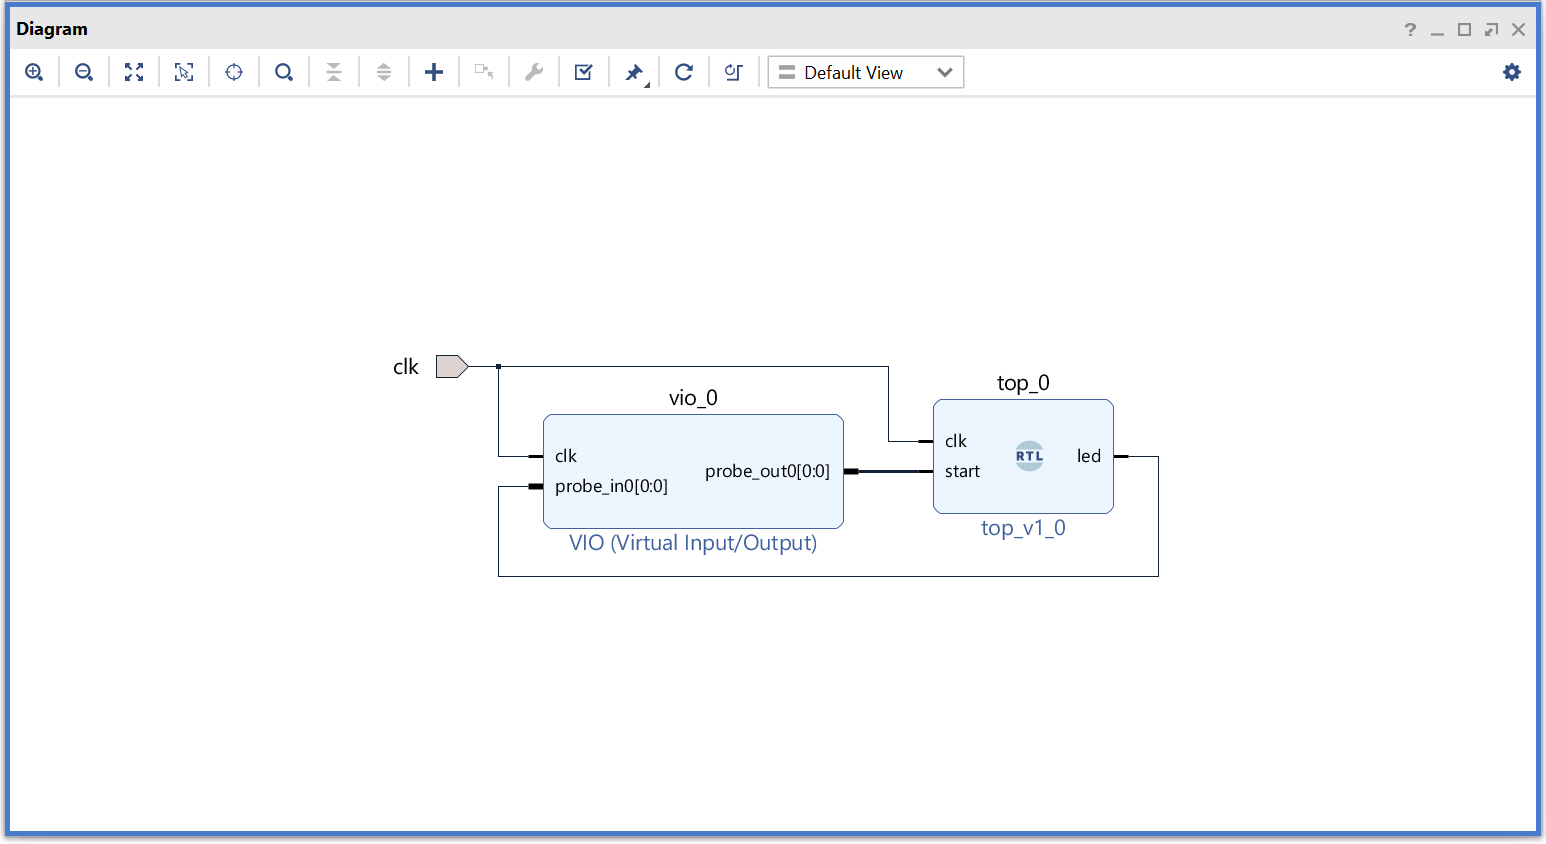 Diagram
?
Default View
clk
vio_0
clk
probe_in0[0:0]
probe_out0[0:0]
VIO (Virtual Input/Output)
top_0
clk
start
RTL
led
top_v1_0